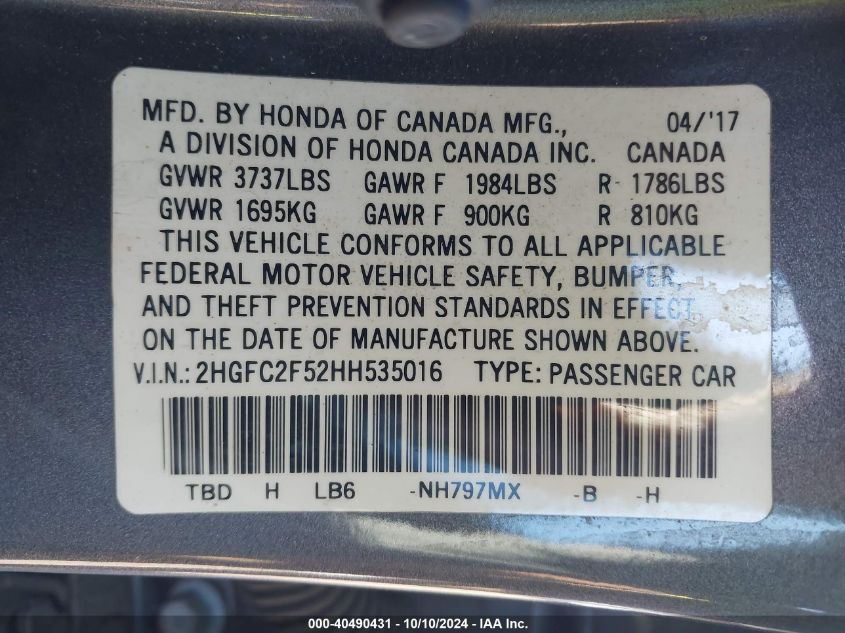 MFD. BY HONDA OF CANADA MFG., 04/'17
A DIVISION OF HONDA CANADA INC. CANADA
GVWR 3737LBS GAWR F 1984LBS R 1786LBS
GVWR 1695KG GAWR F 900KG R 810KG
THIS VEHICLE CONFORMS TO ALL APPLICABLE
FEDERAL MOTOR VEHICLE SAFETY, BUMPER,
AND THEFT PREVENTION STANDARDS IN EFFECT
ON THE DATE OF MANUFACTURE SHOWN ABOVE.
V.I.N.: 2HGFC2F52HH535016 TYPE: PASSENGER CAR
TBD H LB6 -NH797MX -B -H
000-40490431 - 10/10/2024 - IAA Inc.